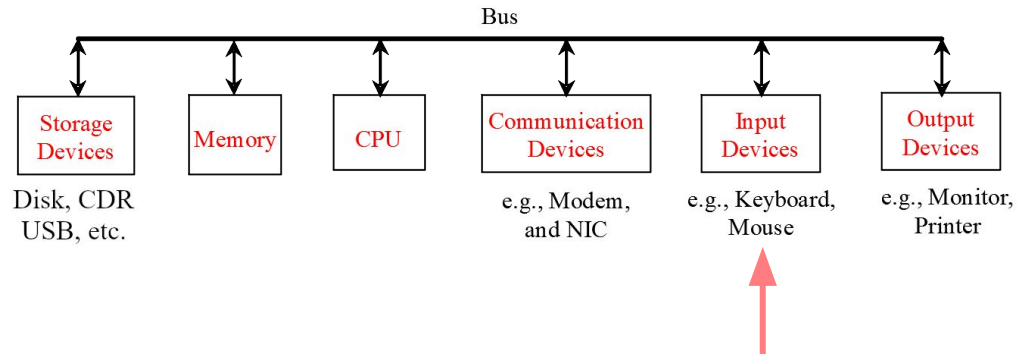 Bus
Storage
Devices
Memory
CPU
Communication
Devices
Input
Devices
Output
Devices
Disk, CDR
USB, etc.
e.g., Modem,
and NIC
e.g., Keyboard,
Mouse
e.g., Monitor,
Printer